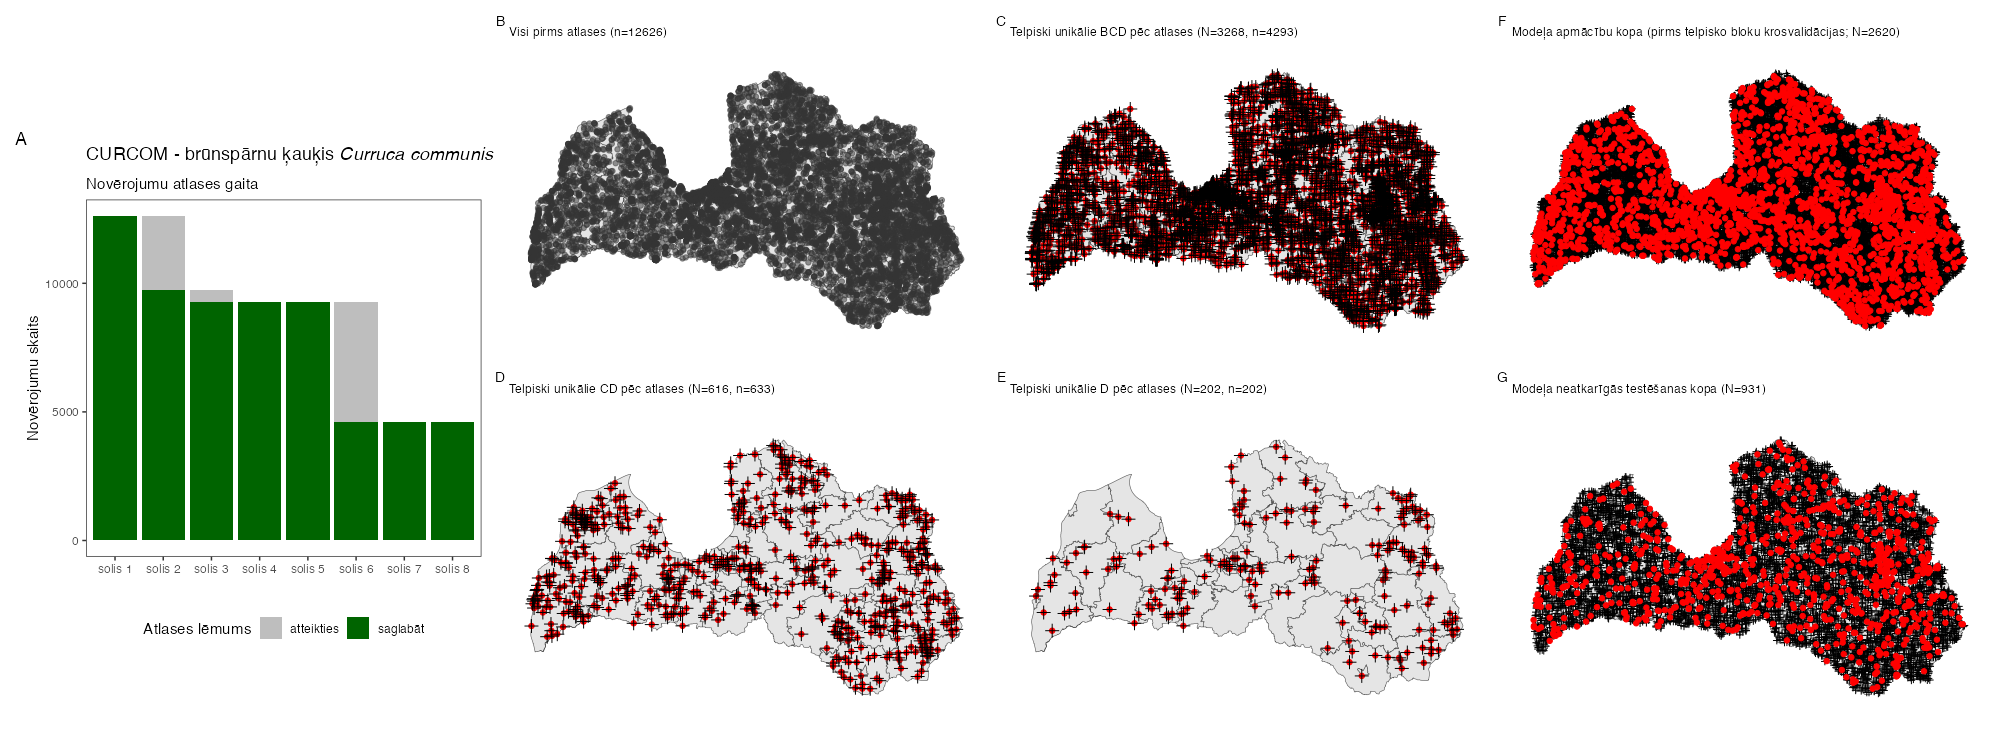 A
CURCOM - brūnspārnu ķauķis Curruca communis
Novērojumu atlases gaita
Novērojumu skaits
10000
5000
0
solis 1
solis 2
solis 3
solis 4
solis 5
solis 6
solis 7
solis 8
Atlases lēmums
atteikties
saglabāt
B
Visi pirms atlases (n=12626)
C
Telpiski unikālie BCD pēc atlases (N=3268, n=4293)
D
Telpiski unikālie CD pēc atlases (N=616, n=633)
E
Telpiski unikālie D pēc atlases (N=202, n=202)
F
Modeļa apmācību kopa (pirms telpisko bloku krosvalidācijas; N=2620)
G
Modeļa neatkarīgās testēšanas kopa (N=931)